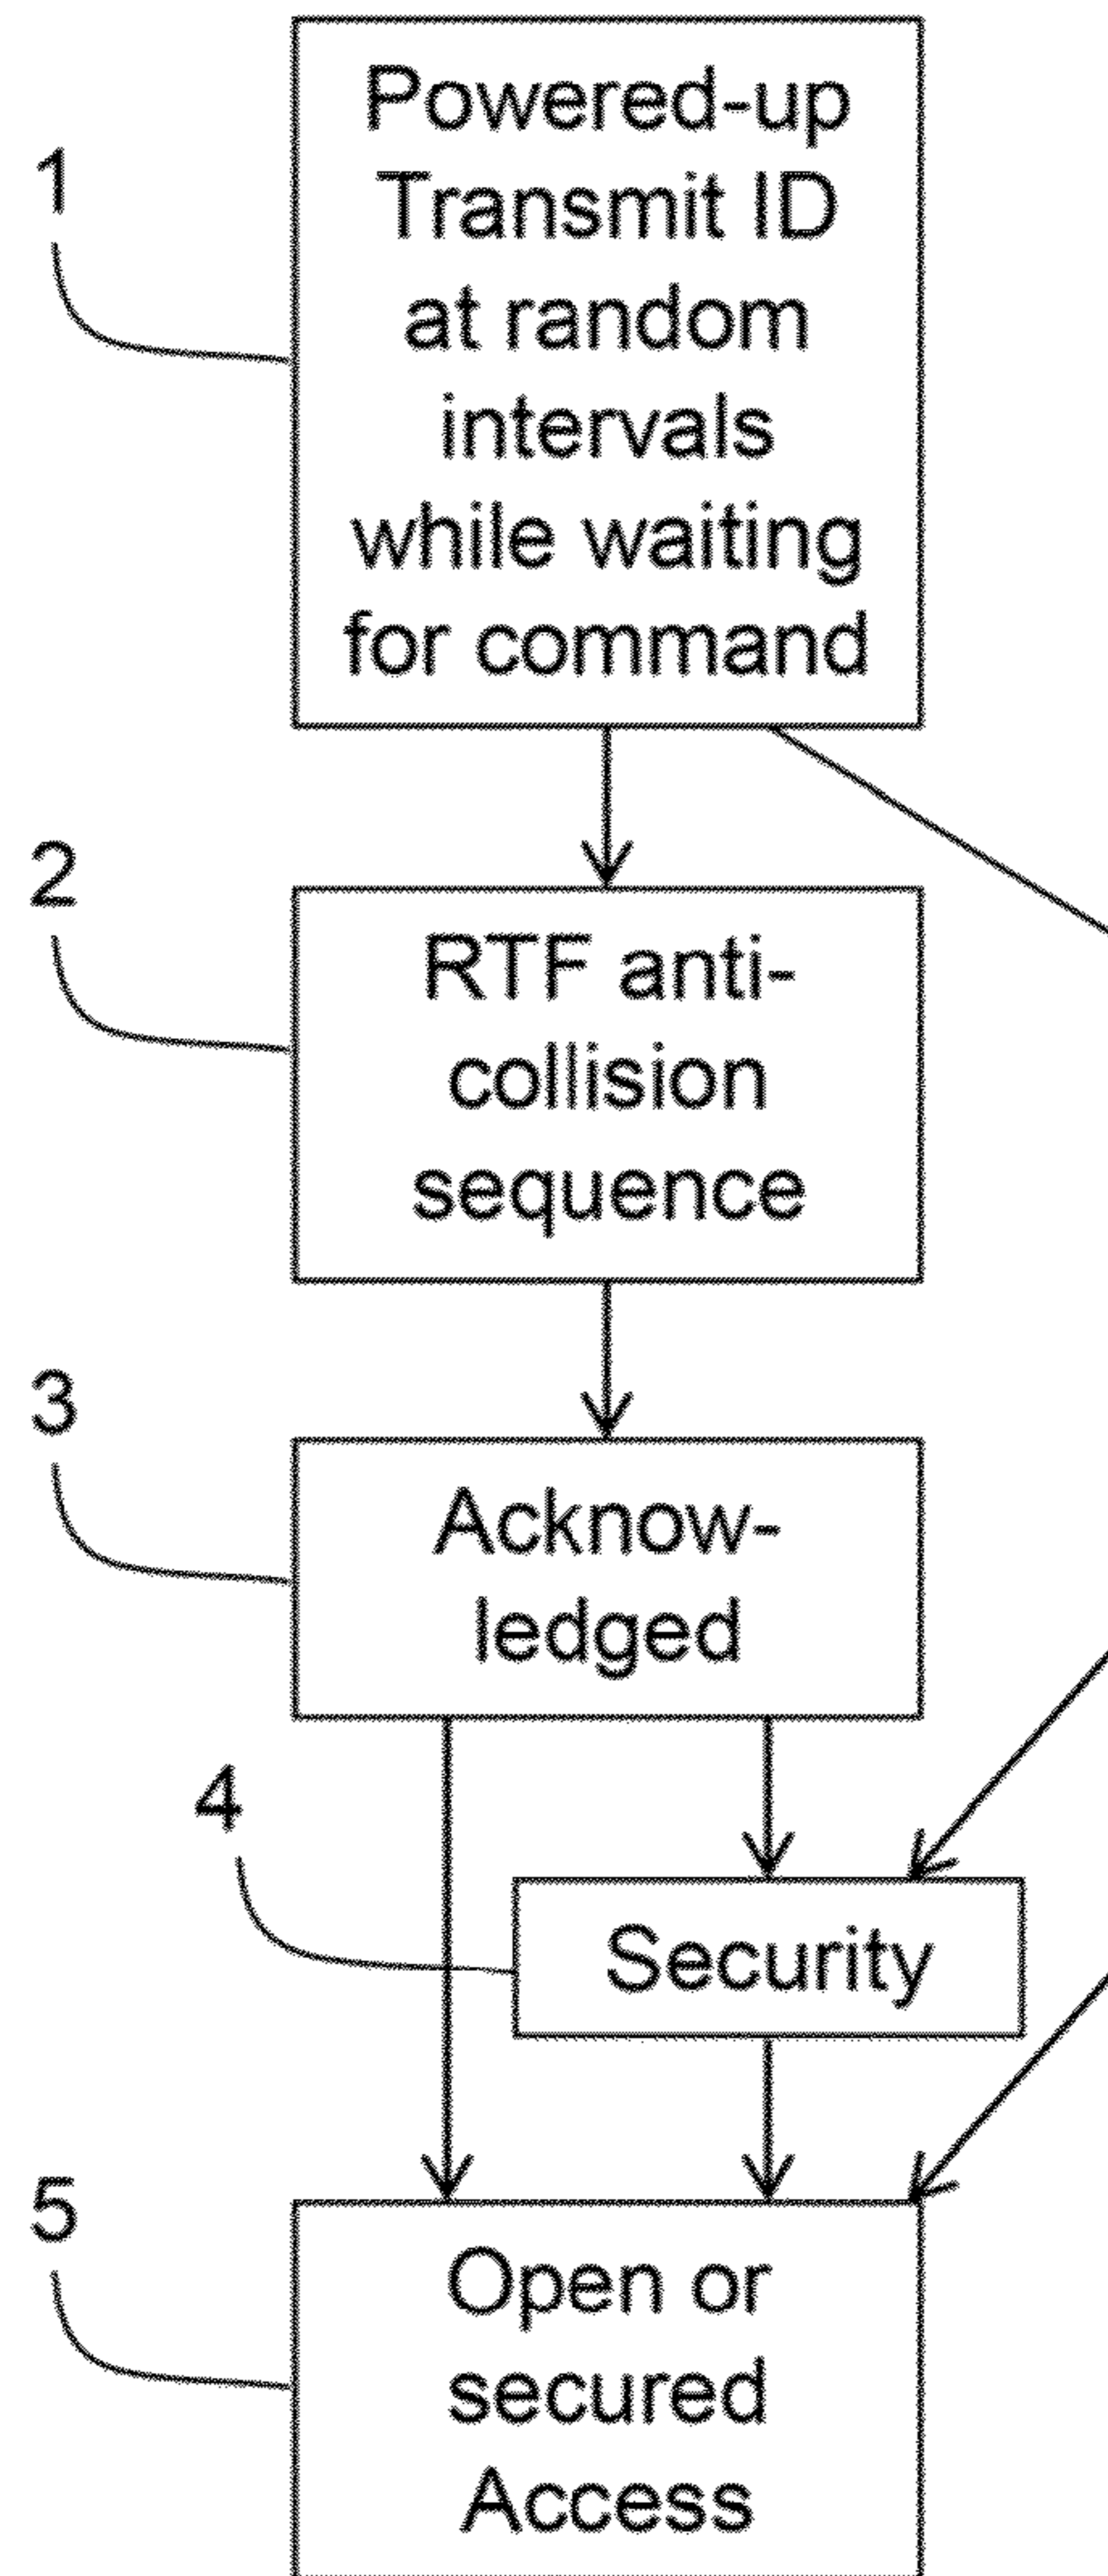 1
Powered-up
Transmit ID
at random
intervals
while waiting
for command
2
RTF anti-
collision
sequence
3
Acknow-
ledged
4
Security
5
Open or
secured
Access